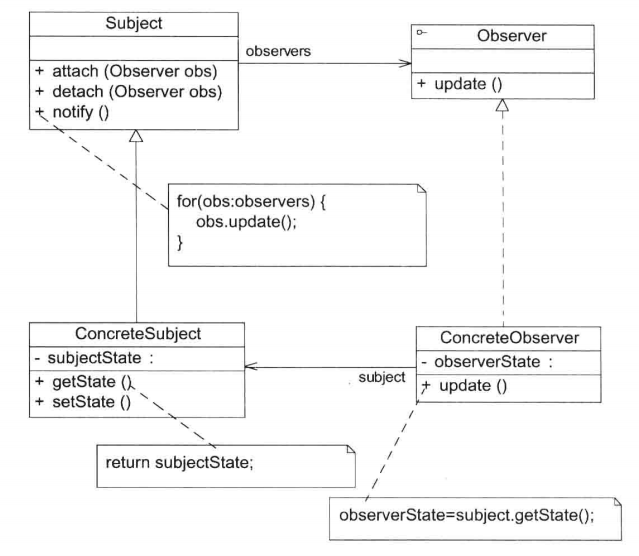 Subject
+ attach (Observer obs)
+ detach (Observer obs)
+ notify ()
observers
Observer
+ update ()
for(obs:observers) {
obs.update();
}
ConcreteSubject
- subjectState :
+ getState ()
+ setState ()
subject
ConcreteObserver
- observerState :
+ update ()
return subjectState;
observerState=subject.getState();